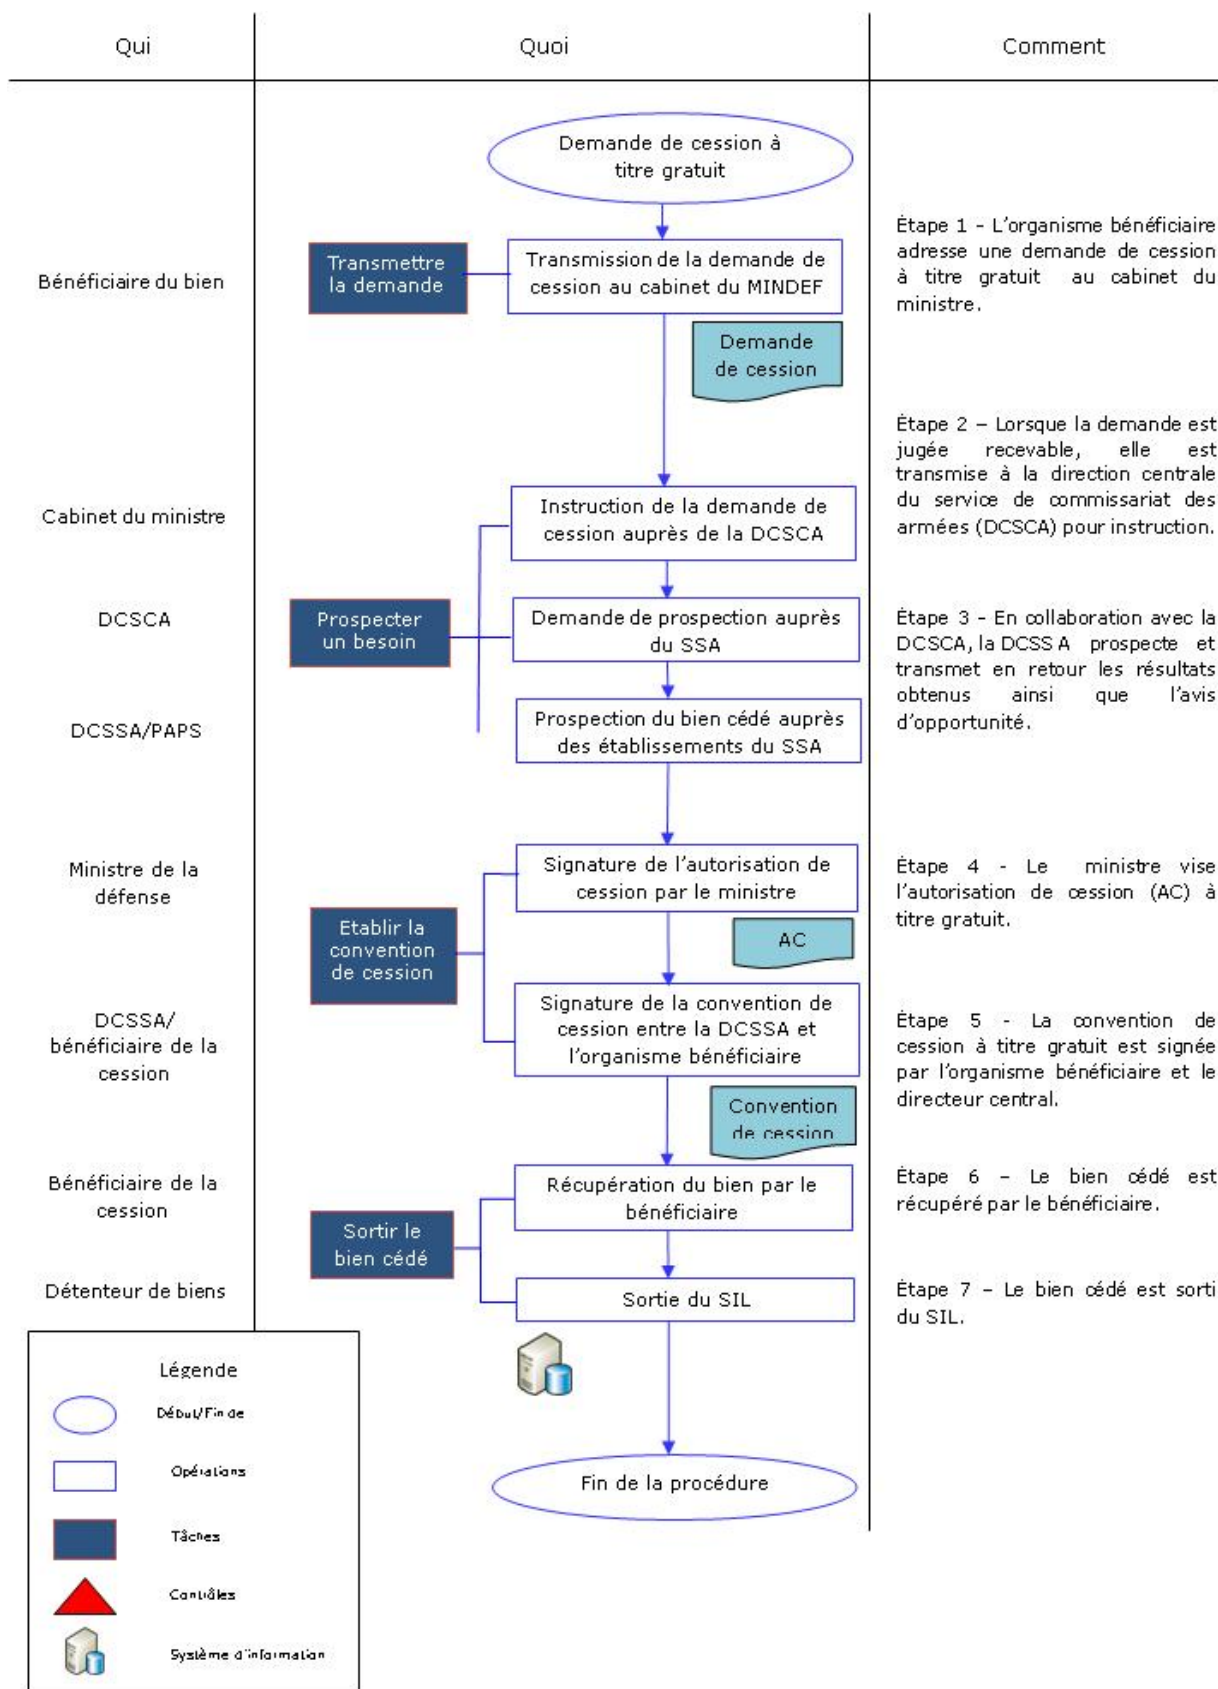 Qui
Quoi
Comment
Demande de cession à
titre gratuit
Bénéficiaire du bien
Transmettre
la demande
Transmission de la demande de
cession au cabinet du MINDEF
Étape 1 - L'organisme bénéficiaire
adresse une demande de cession
à titre gratuit au cabinet du
ministre.
Demande
de cession
Cabinet du ministre
Instruction de la demande de
cession auprès de la DCSCA
Étape 2 – Lorsque la demande est
jugée recevable, elle est
transmise à la direction centrale
du service de commissariat des
armées (DCSCA) pour instruction.
DCSCA
Prospecter
un besoin
Demande de prospection auprès
du SSA
Étape 3 - En collaboration avec la
DCSCA, la DCSS A prospecte et
transmet en retour les résultats
obtenus ainsi que l'avis
d'opportunité.
DCSSA/PAPS
Prospection du bien cédé auprès
des établissements du SSA
Ministre de la
défense
Signature de l'autorisation de
cession par le ministre
Étape 4 - Le ministre vise
l'autorisation de cession (AC) à
titre gratuit.
Etablir la
convention
de cession
AC
DCSSA/
bénéficiaire de la
cession
Signature de la convention de
cession entre la DCSSA et
l'organisme bénéficiaire
Étape 5 - La convention de
cession à titre gratuit est signée
par l'organisme bénéficiaire et le
directeur central.
Convention
de cession
Bénéficiaire de la
cession
Récupération du bien par le
bénéficiaire
Étape 6 – Le bien cédé est
récupéré par le bénéficiaire.
Sortir le
bien cédé
Détenteur de biens
Sortie du SIL
Étape 7 – Le bien cédé est sorti
du SIL.
Fin de la procédure
Légende
Début/Fin de
Opérations
Tâches
Contrôles
Système d'information